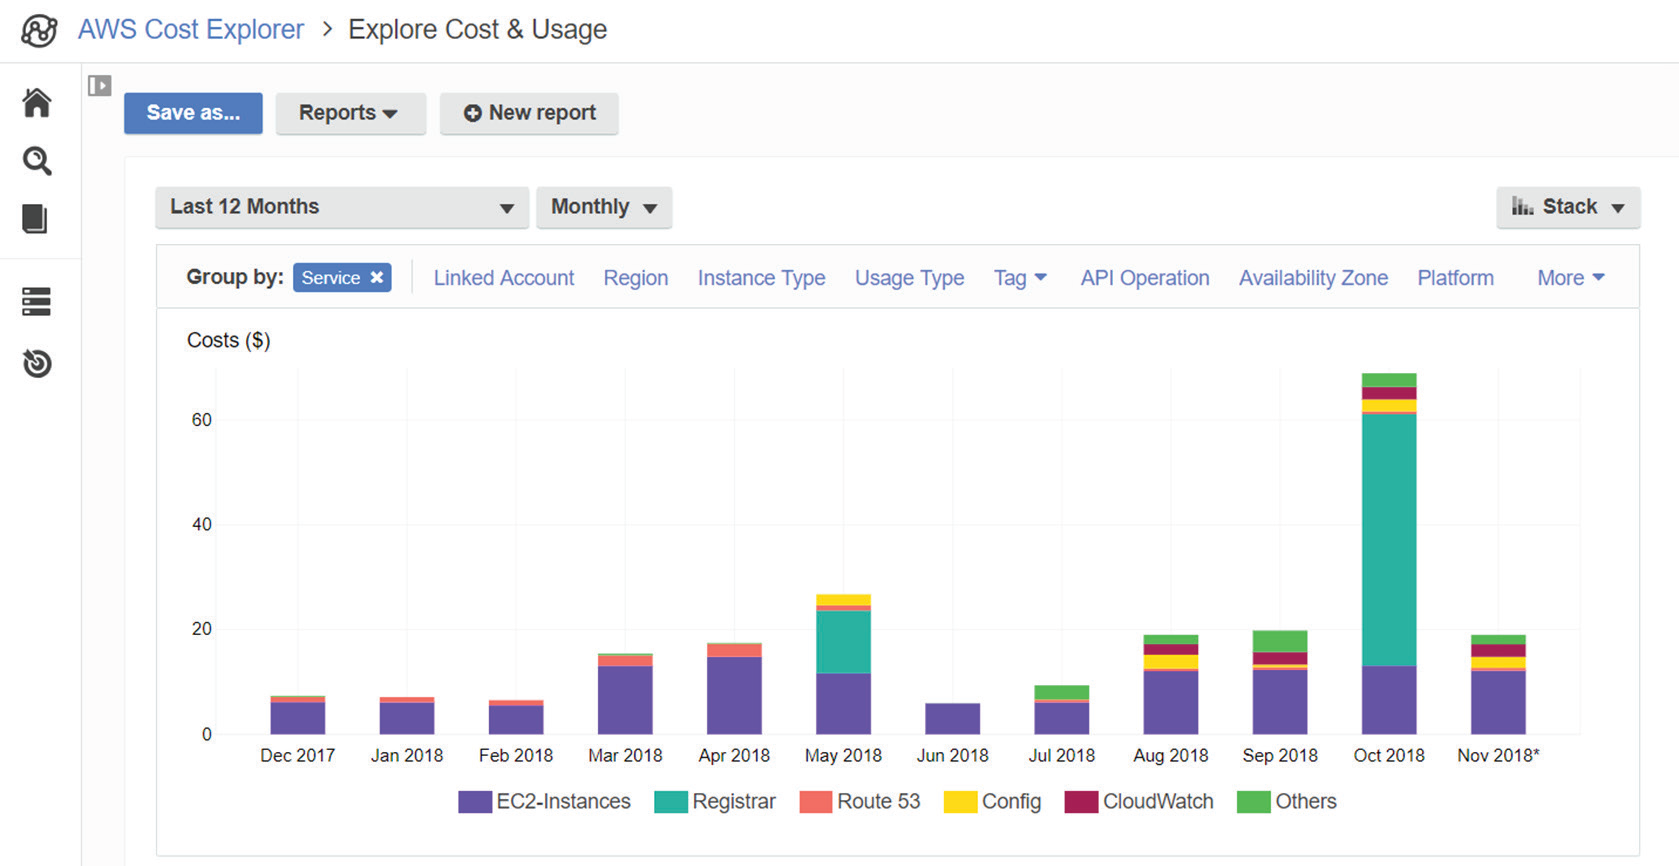 AWS Cost Explorer > Explore Cost & Usage
Save as... Reports New report
Last 12 Months Monthly Stack
Group by: Service Linked Account Region Instance Type Usage Type Tag API Operation Availability Zone Platform More
Costs ($)
60
40
20
0
Dec 2017 Jan 2018 Feb 2018 Mar 2018 Apr 2018 May 2018 Jun 2018 Jul 2018 Aug 2018 Sep 2018 Oct 2018 Nov 2018*
EC2-Instances Registrar Route 53 Config CloudWatch Others